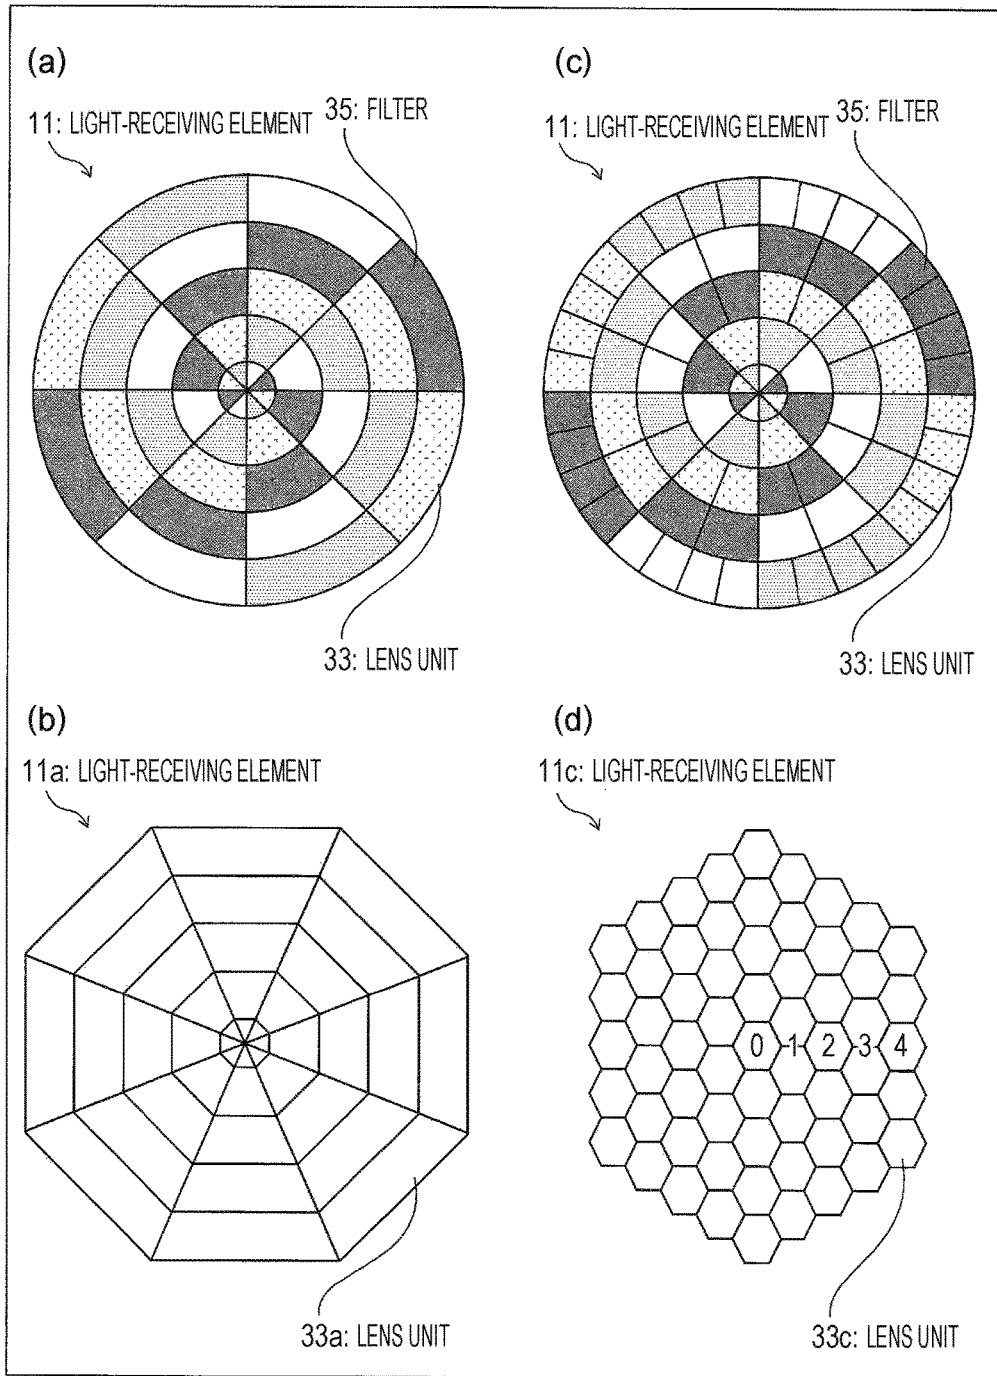 (a)
11: LIGHT-RECEIVING ELEMENT
35: FILTER
33: LENS UNIT
(c)
11: LIGHT-RECEIVING ELEMENT
35: FILTER
33: LENS UNIT
(b)
11a: LIGHT-RECEIVING ELEMENT
33a: LENS UNIT
(d)
11c: LIGHT-RECEIVING ELEMENT
0 1 2 3 4
33c: LENS UNIT